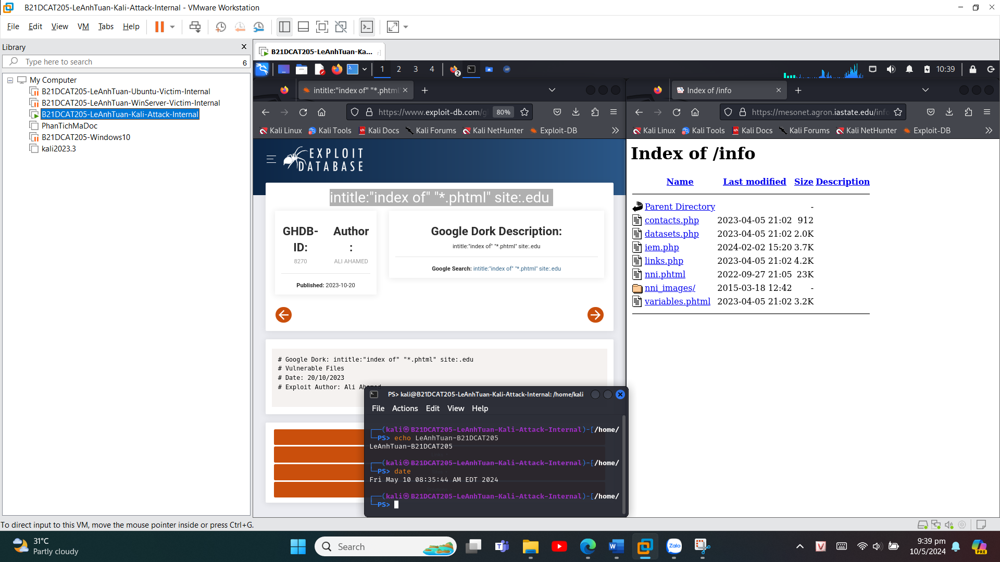 B21DCAT205-LeAnhTuan-Kali-Attack-Internal - VMware Workstation
File Edit View VM Tabs Help
Library
Type here to search
6
My Computer
B21DCAT205-LeAnhTuan-Ubuntu-Victim-Internal
B21DCAT205-LeAnhTuan-WinServer-Victim-Internal
B21DCAT205-LeAnhTuan-Kali-Attack-Internal
PhanTichMaDoc
B21DCAT205-Windows10
kali2023.3
B21DCAT205-LeAnhTuan-Ka...
1 2 3 4
2
10:39
intitle:"index of" "*.phtml
https://www.exploit-db.com/g
80%
Kali Linux Kali Tools Kali Docs Kali Forums Kali NetHunter Exploit-DB
EXPLOIT
DATABASE
intitle:"index of" "*.phtml" site:.edu
GHDB-
ID:
8270
Author
:
ALI AHAMED
Published: 2023-10-20
Google Dork Description:
intitle:"index of" "*.phtml" site:.edu
Google Search: intitle:"index of" "*.phtml" site:.edu
# Google Dork: intitle:"index of" "*.phtml" site:.edu
# Vulnerable Files
# Date: 20/10/2023
# Exploit Author: Ali Ahamed
Index of /info
https://mesonet.agron.iastate.edu/info
Kali Linux Kali Tools Kali Docs Kali Forums Kali NetHunter Exploit-DB
Index of /info
Name Last modified Size Description
Parent Directory -
contacts.php 2023-04-05 21:02 912
datasets.php 2023-04-05 21:02 2.0K
iem.php 2024-02-02 15:20 3.7K
links.php 2023-04-05 21:02 4.2K
nni.phtml 2022-09-27 21:05 23K
nni_images/ 2015-03-18 12:42 -
variables.phtml 2023-04-05 21:02 3.2K
PS> kali@B21DCAT205-LeAnhTuan-Kali-Attack-Internal: /home/kali
File Actions Edit View Help
┌──(kali㉿B21DCAT205-LeAnhTuan-Kali-Attack-Internal)-[/home/
└─PS> echo LeAnhTuan-B21DCAT205
LeAnhTuan-B21DCAT205
┌──(kali㉿B21DCAT205-LeAnhTuan-Kali-Attack-Internal)-[/home/
└─PS> date
Fri May 10 08:35:44 AM EDT 2024
┌──(kali㉿B21DCAT205-LeAnhTuan-Kali-Attack-Internal)-[/home/
└─PS>
To direct input to this VM, move the mouse pointer inside or press Ctrl+G.
31°C
Partly cloudy
Search
Zalo
9:39 pm
10/5/2024
PRE